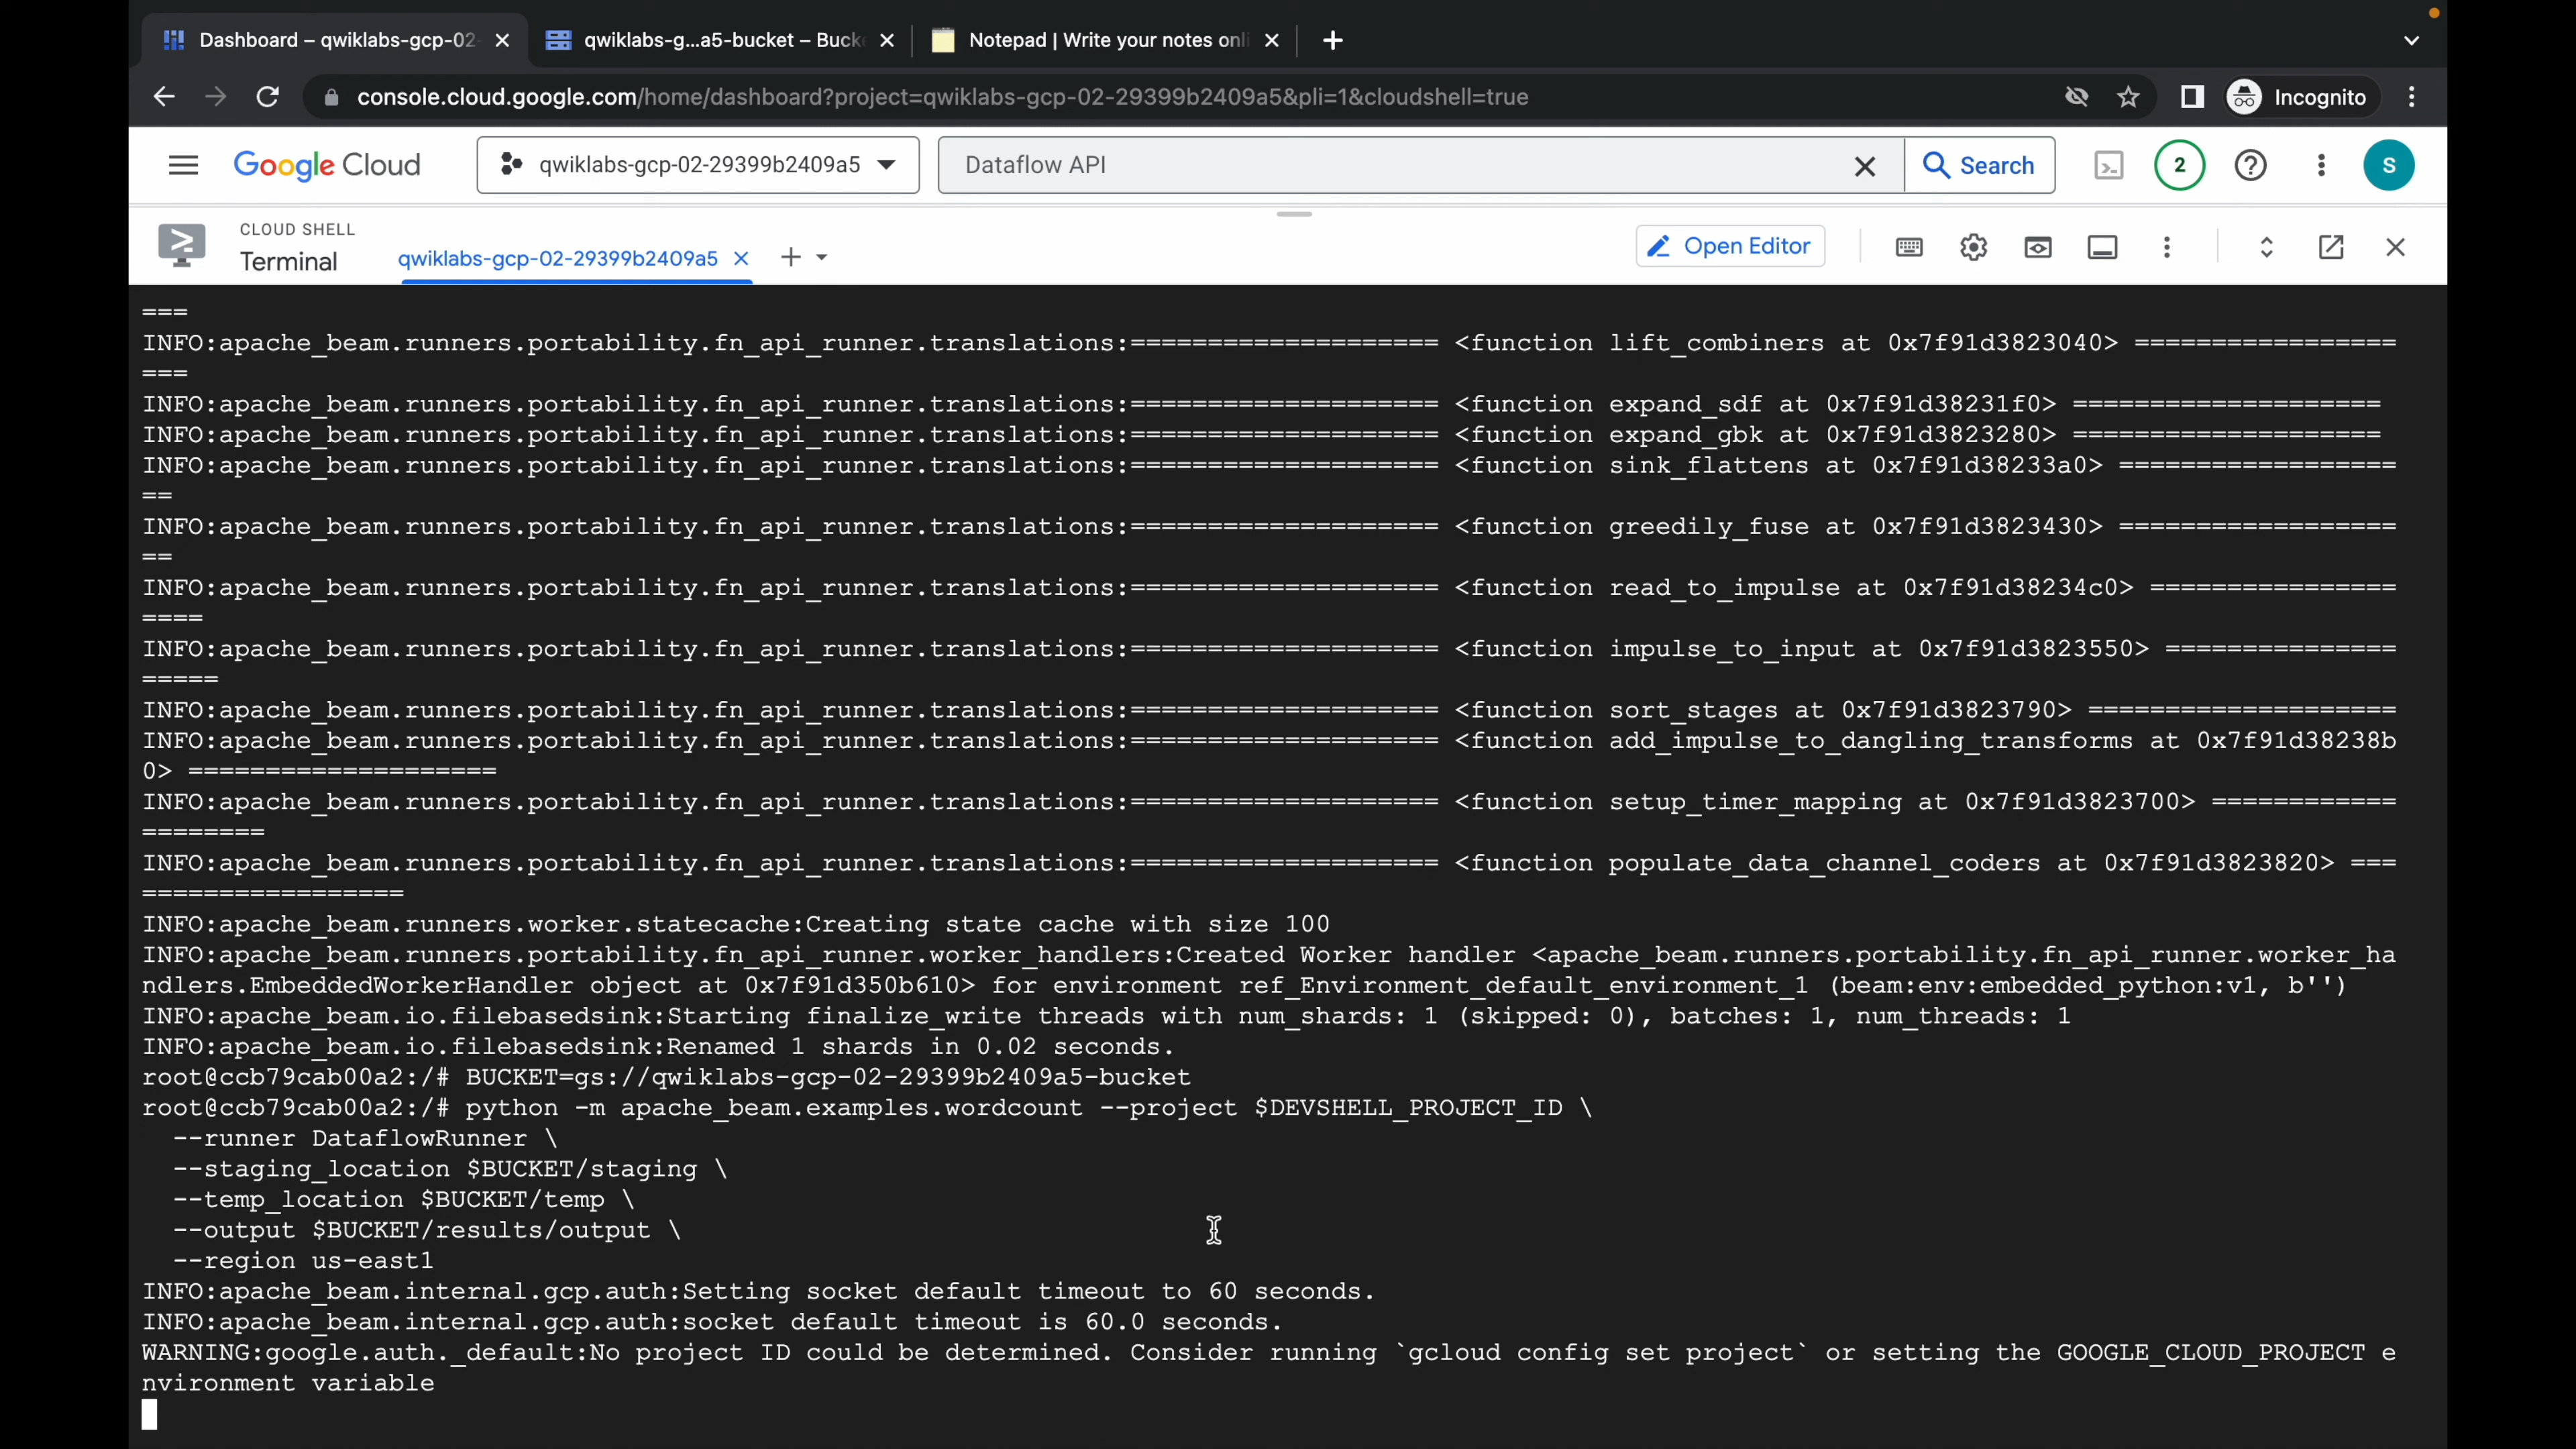 Dashboard – qwiklabs-gcp-02-
qwiklabs-g...a5-bucket – Bucke
Notepad | Write your notes onli
console.cloud.google.com/home/dashboard?project=qwiklabs-gcp-02-29399b2409a5&pli=1&cloudshell=true
Incognito
Google Cloud
qwiklabs-gcp-02-29399b2409a5
Dataflow API
Search
2
S
CLOUD SHELL
Terminal
qwiklabs-gcp-02-29399b2409a5
Open Editor
===
INFO:apache_beam.runners.portability.fn_api_runner.translations:==================== <function lift_combiners at 0x7f91d3823040> =================
===
INFO:apache_beam.runners.portability.fn_api_runner.translations:==================== <function expand_sdf at 0x7f91d38231f0> ====================
INFO:apache_beam.runners.portability.fn_api_runner.translations:==================== <function expand_gbk at 0x7f91d3823280> ====================
INFO:apache_beam.runners.portability.fn_api_runner.translations:==================== <function sink_flattens at 0x7f91d38233a0> ==================
==
INFO:apache_beam.runners.portability.fn_api_runner.translations:==================== <function greedily_fuse at 0x7f91d3823430> ==================
==
INFO:apache_beam.runners.portability.fn_api_runner.translations:==================== <function read_to_impulse at 0x7f91d38234c0> ================
====
INFO:apache_beam.runners.portability.fn_api_runner.translations:==================== <function impulse_to_input at 0x7f91d3823550> ===============
=====
INFO:apache_beam.runners.portability.fn_api_runner.translations:==================== <function sort_stages at 0x7f91d3823790> ====================
INFO:apache_beam.runners.portability.fn_api_runner.translations:==================== <function add_impulse_to_dangling_transforms at 0x7f91d38238b
0> ====================
INFO:apache_beam.runners.portability.fn_api_runner.translations:==================== <function setup_timer_mapping at 0x7f91d3823700> ============
========
INFO:apache_beam.runners.portability.fn_api_runner.translations:==================== <function populate_data_channel_coders at 0x7f91d3823820> ===
=================
INFO:apache_beam.runners.worker.statecache:Creating state cache with size 100
INFO:apache_beam.runners.portability.fn_api_runner.worker_handlers:Created Worker handler <apache_beam.runners.portability.fn_api_runner.worker_ha
ndlers.EmbeddedWorkerHandler object at 0x7f91d350b610> for environment ref_Environment_default_environment_1 (beam:env:embedded_python:v1, b'')
INFO:apache_beam.io.filebasedsink:Starting finalize_write threads with num_shards: 1 (skipped: 0), batches: 1, num_threads: 1
INFO:apache_beam.io.filebasedsink:Renamed 1 shards in 0.02 seconds.
root@ccb79cab00a2:/# BUCKET=gs://qwiklabs-gcp-02-29399b2409a5-bucket
root@ccb79cab00a2:/# python -m apache_beam.examples.wordcount --project $DEVSHELL_PROJECT_ID \
--runner DataflowRunner \
--staging_location $BUCKET/staging \
--temp_location $BUCKET/temp \
--output $BUCKET/results/output \
--region us-east1
INFO:apache_beam.internal.gcp.auth:Setting socket default timeout to 60 seconds.
INFO:apache_beam.internal.gcp.auth:socket default timeout is 60.0 seconds.
WARNING:google.auth._default:No project ID could be determined. Consider running `gcloud config set project` or setting the GOOGLE_CLOUD_PROJECT e
nvironment variable